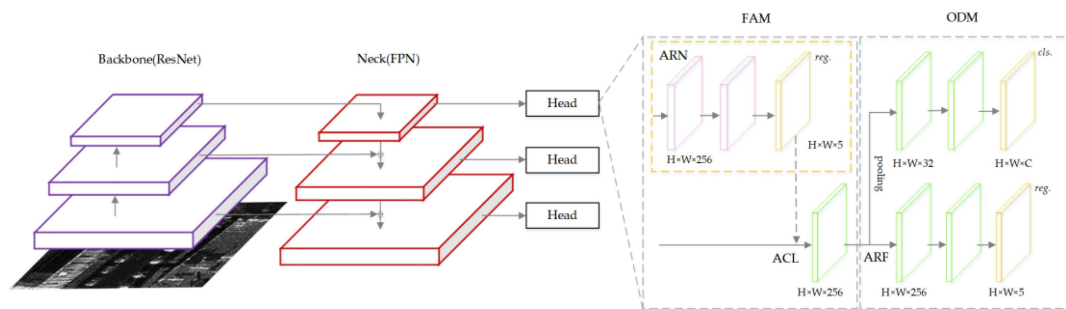 FAM
ODM
Backbone(ResNet)
Neck(FPN)
ARN
reg.
cls.
Head
H×W×5
H×W×256
pooling
H×W×32
H×W×C
Head
reg.
Head
ACL
ARF
H×W×256
H×W×256
H×W×5